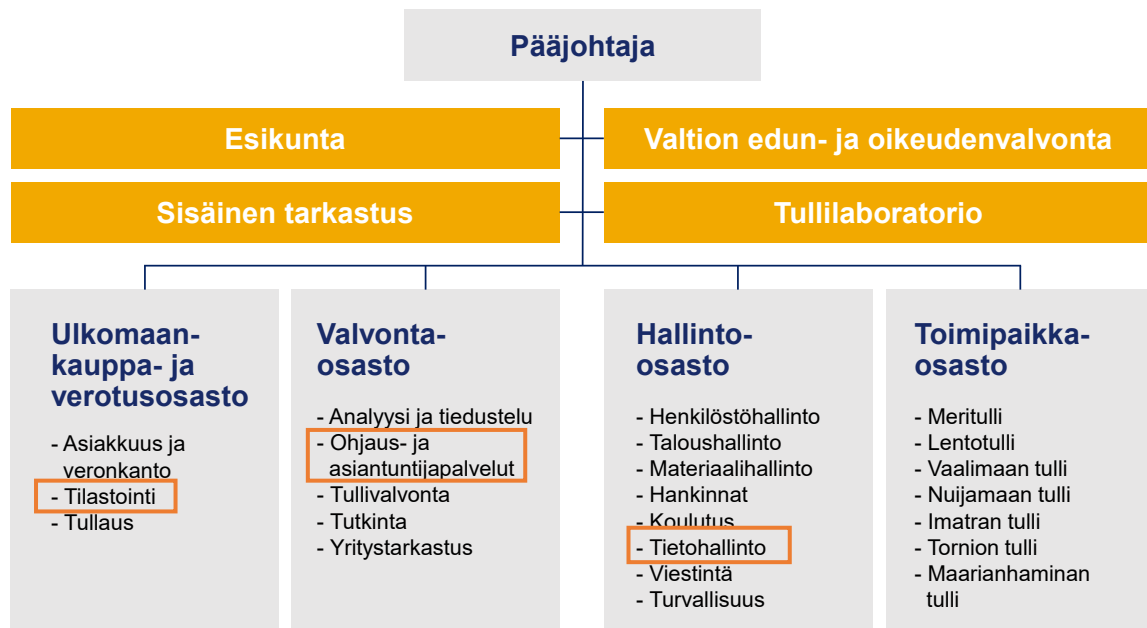 Pääjohtaja
Esikunta
Valtion edun- ja oikeudenvalvonta
Sisäinen tarkastus
Tullilaboratorio
Ulkomaan-
kauppa- ja
verotusosasto
- Asiakkuus ja
veronkanto
- Tilastointi
- Tullaus
Valvonta-
osasto
- Analyysi ja tiedustelu
- Ohjaus- ja
asiantuntijapalvelut
- Tullivalvonta
- Tutkinta
- Yritystarkastus
Hallinto-
osasto
- Henkilöstöhallinto
- Taloushallinto
- Materiaalihallinto
- Hankinnat
- Koulutus
- Tietohallinto
- Viestintä
- Turvallisuus
Toimipaikka-
osasto
- Meritulli
- Lentotulli
- Vaalimaan tulli
- Nuijamaan tulli
- Imatran tulli
- Tornion tulli
- Maarianhaminan
tulli